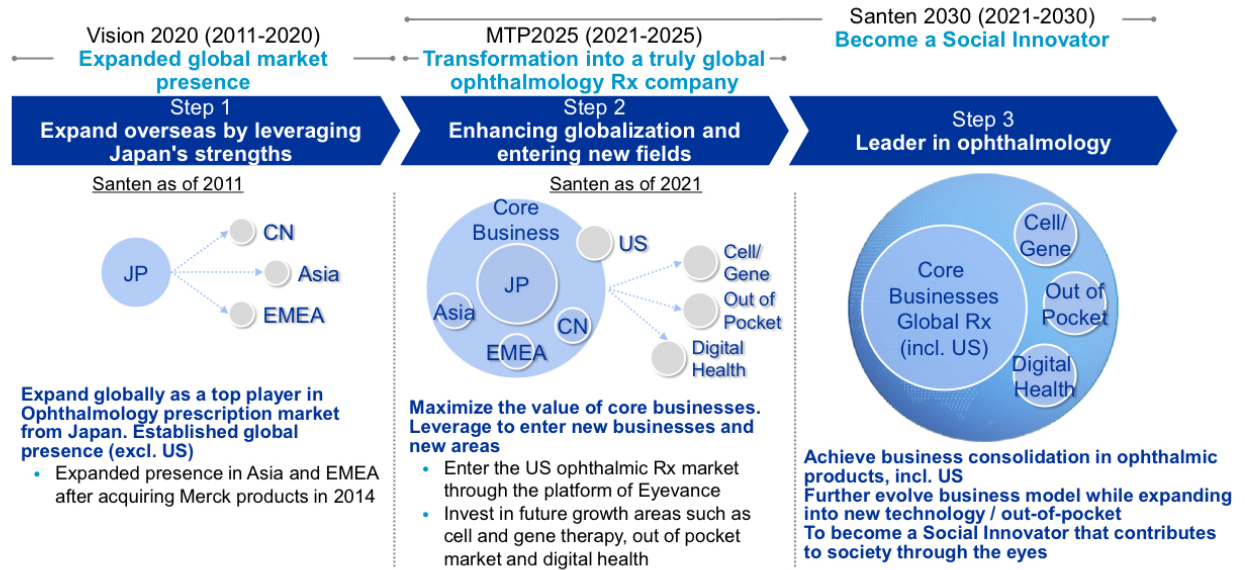 Vision 2020 (2011-2020)
Expanded global market
presence
MTP2025 (2021-2025)
Transformation into a truly global
ophthalmology Rx company
Santen 2030 (2021-2030)
Become a Social Innovator
Step 1
Expand overseas by leveraging
Japan's strengths
Step 2
Enhancing globalization and
entering new fields
Step 3
Leader in ophthalmology
Santen as of 2011
JP
CN
Asia
EMEA
Expand globally as a top player in
Ophthalmology prescription market
from Japan. Established global
presence (excl. US)
• Expanded presence in Asia and EMEA
after acquiring Merck products in 2014
Santen as of 2021
Core
Business
US
JP
Asia
CN
EMEA
Cell/
Gene
Out of
Pocket
Digital
Health
Maximize the value of core businesses.
Leverage to enter new businesses and
new areas
• Enter the US ophthalmic Rx market
through the platform of Eyevance
• Invest in future growth areas such as
cell and gene therapy, out of pocket
market and digital health
Core
Businesses
Global Rx
(incl. US)
Cell/
Gene
Out of
Pocket
Digital
Health
Achieve business consolidation in ophthalmic
products, incl. US
Further evolve business model while expanding
into new technology / out-of-pocket
To become a Social Innovator that contributes
to society through the eyes